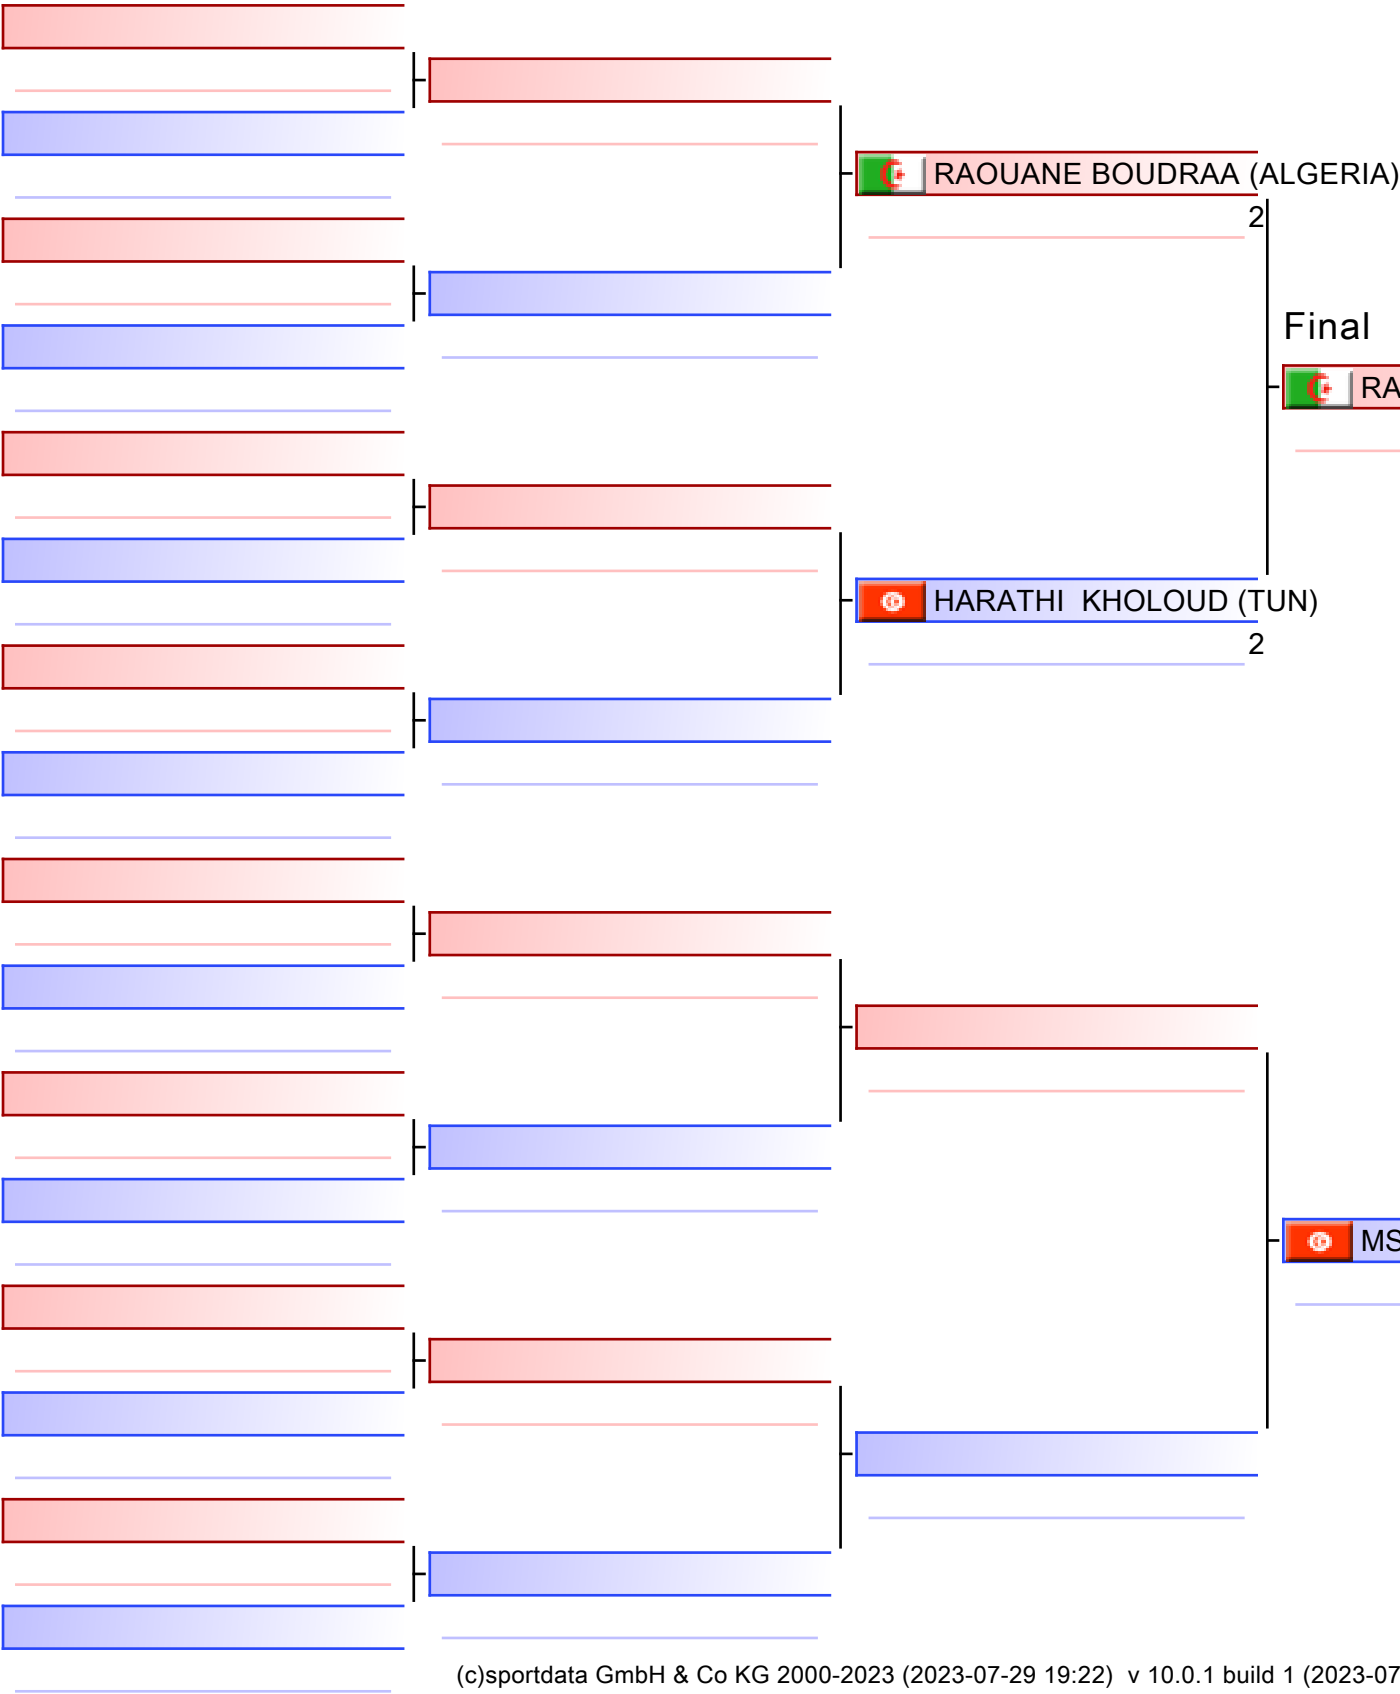 RAOUANE BOUDRAA (ALGERIA)
2
Final
RA
HARATHI  KHOLOUD (TUN)
2
MS
(c)sportdata GmbH & Co KG 2000-2023 (2023-07-29 19:22)  v 10.0.1 build 1 (2023-07